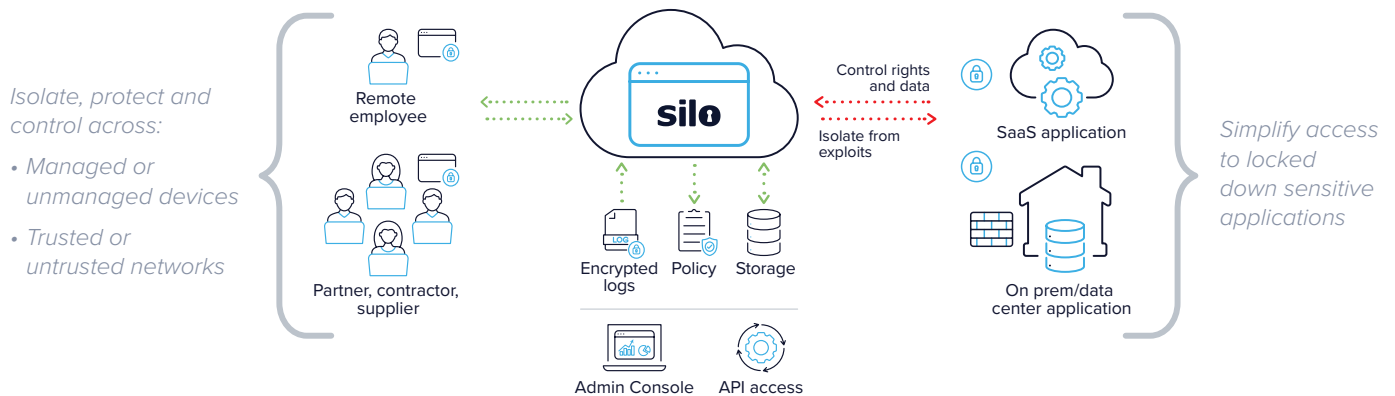 Isolate, protect and
control across:
• Managed or
unmanaged devices
• Trusted or
untrusted networks
Remote
employee
Partner, contractor,
supplier
silo
LOG
Encrypted
logs
Policy
Storage
Admin Console
API access
Control rights
and data
Isolate from
exploits
SaaS application
On prem/data
center application
Simplify access
to locked
down sensitive
applications